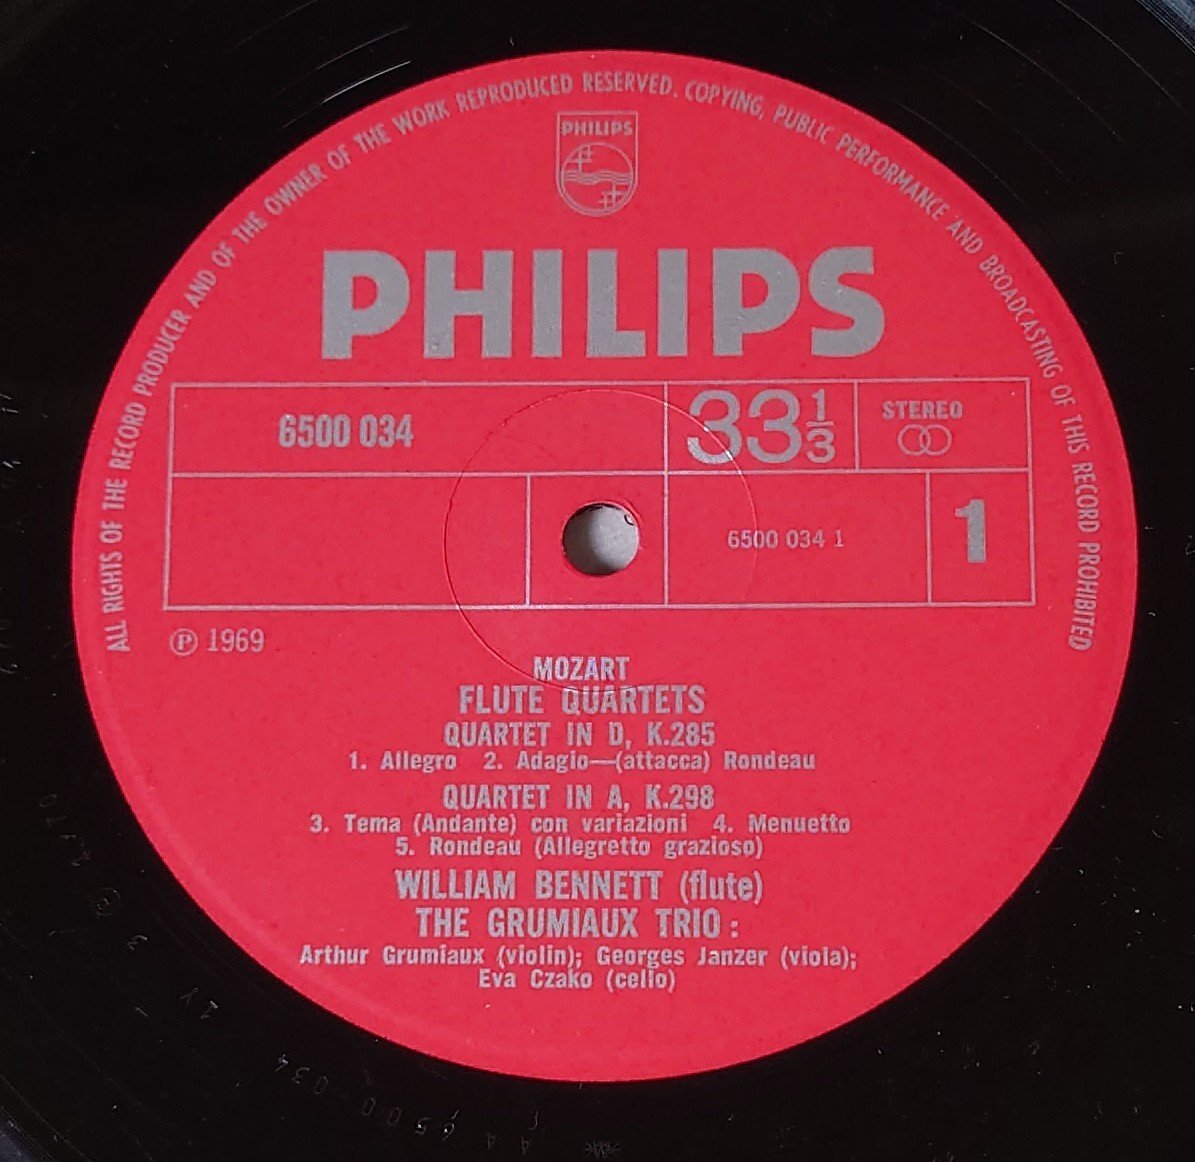 ALL RIGHTS OF THE RECORD PRODUCER AND OF THE OWNER OF THE WORK REPRODUCED RESERVED. COPYING, PUBLIC PERFORMANCE AND BROADCASTING OF THIS RECORD PROHIBITED
PHILIPS
PHILIPS
6500 034
33 1/3
STEREO
6500 034 1
1
℗ 1969
MOZART
FLUTE QUARTETS
QUARTET IN D, K.285
1. Allegro 2. Adagio—(attacca) Rondeau
QUARTET IN A, K.298
3. Tema (Andante) con variazioni 4. Menuetto
5. Rondeau (Allegretto grazioso)
WILLIAM BENNETT (flute)
THE GRUMIAUX TRIO :
Arthur Grumiaux (violin); Georges Janzer (viola);
Eva Czako (cello)